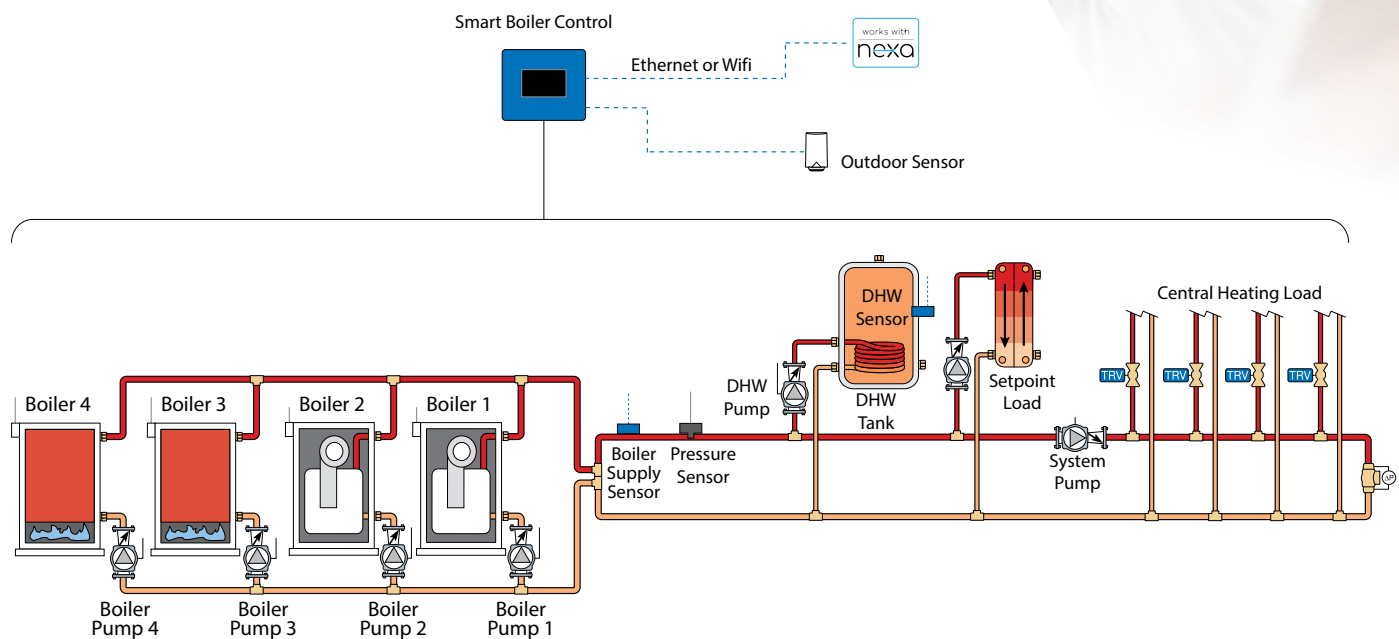 Smart Boiler Control
works with
nexa
Ethernet or Wifi
Outdoor Sensor
Central Heating Load
DHW
Sensor
TRV
TRV
TRV
TRV
Setpoint
Load
DHW
Pump
DHW
Tank
Boiler 4
Boiler 3
Boiler 2
Boiler 1
Boiler
Supply
Sensor
Pressure
Sensor
System
Pump
ΔP
Boiler
Pump 4
Boiler
Pump 3
Boiler
Pump 2
Boiler
Pump 1